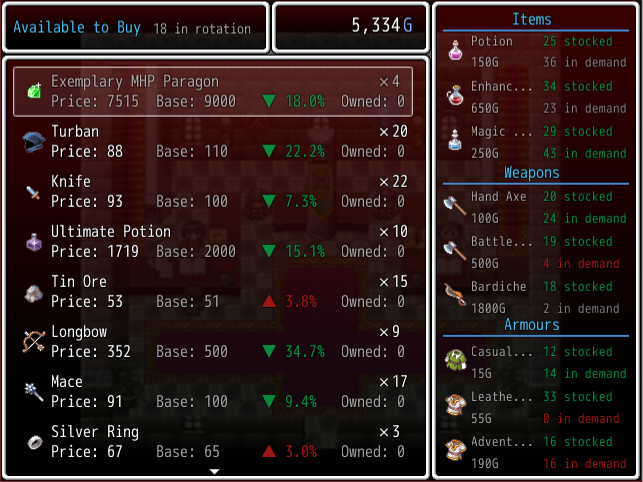 Available to Buy 18 in rotation
5,334G
Exemplary MHP Paragon ×4
Price: 7515 Base: 9000 ▼ 18.0% Owned: 0
Turban ×20
Price: 88 Base: 110 ▼ 22.2% Owned: 0
Knife ×22
Price: 93 Base: 100 ▼ 7.3% Owned: 0
Ultimate Potion ×10
Price: 1719 Base: 2000 ▼ 15.1% Owned: 0
Tin Ore ×15
Price: 53 Base: 51 ▲ 3.8% Owned: 0
Longbow ×9
Price: 352 Base: 500 ▼ 34.7% Owned: 0
Mace ×17
Price: 91 Base: 100 ▼ 9.4% Owned: 0
Silver Ring ×3
Price: 67 Base: 65 ▲ 3.0% Owned: 0
Items
Potion 25 stocked
150G 36 in demand
Enhanc... 34 stocked
650G 23 in demand
Magic ... 29 stocked
250G 43 in demand
Weapons
Hand Axe 20 stocked
100G 24 in demand
Battle... 19 stocked
500G 4 in demand
Bardiche 18 stocked
1800G 2 in demand
Armours
Casual... 12 stocked
15G 14 in demand
Leathe... 33 stocked
55G 0 in demand
Advent... 16 stocked
190G 16 in demand